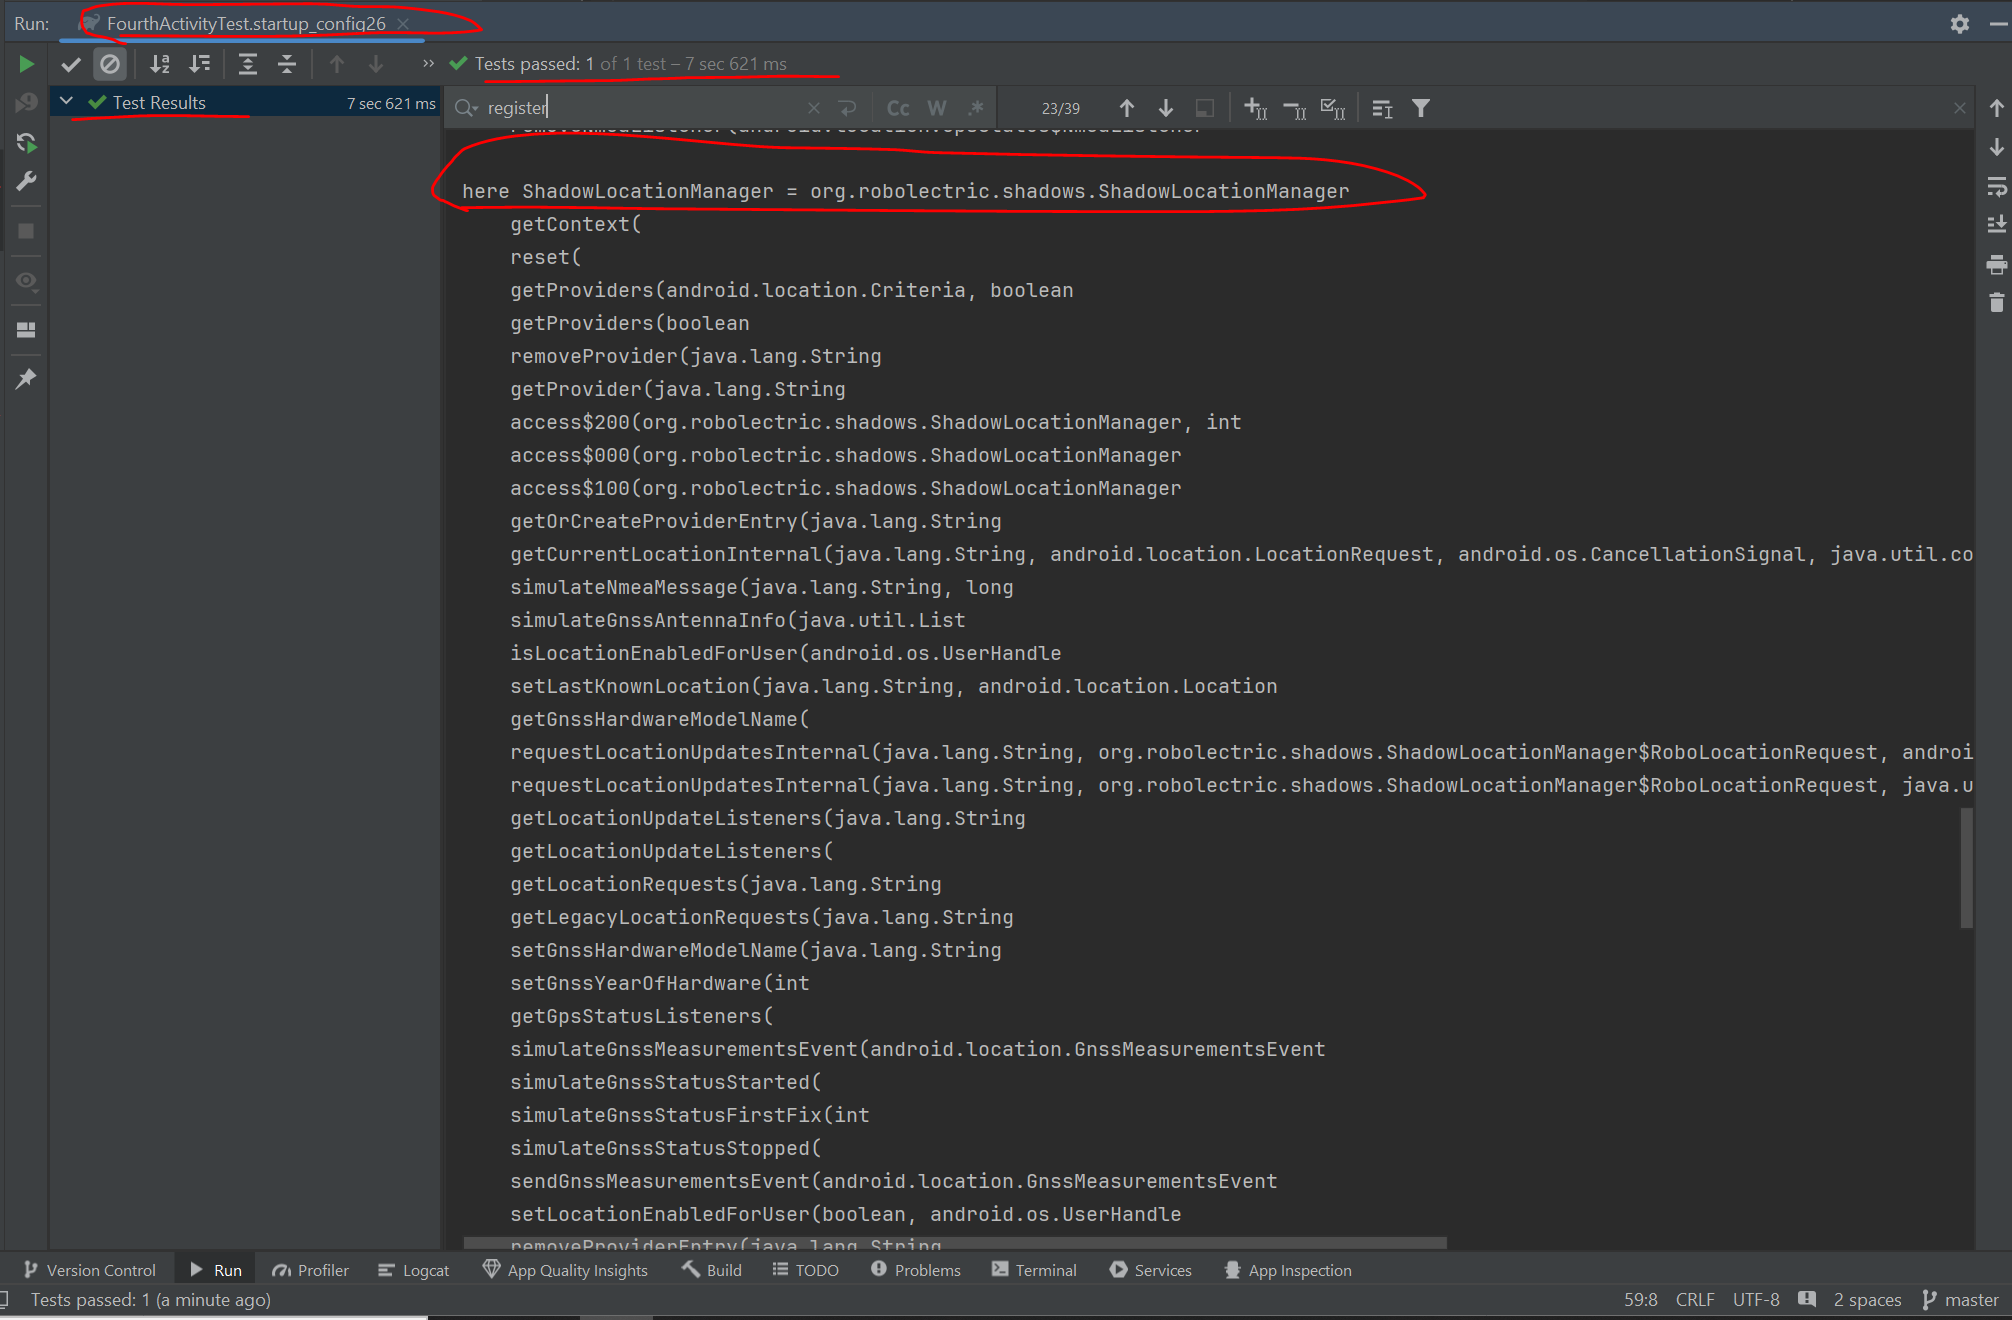 Run: FourthActivityTest.startup_config26
Tests passed: 1 of 1 test – 7 sec 621 ms
Test Results 7 sec 621 ms
register Cc W .* 23/39
removeNmeaListener(android.location.GpsStatus$NmeaListener
here ShadowLocationManager = org.robolectric.shadows.ShadowLocationManager
getContext(
reset(
getProviders(android.location.Criteria, boolean
getProviders(boolean
removeProvider(java.lang.String
getProvider(java.lang.String
access$200(org.robolectric.shadows.ShadowLocationManager, int
access$000(org.robolectric.shadows.ShadowLocationManager
access$100(org.robolectric.shadows.ShadowLocationManager
getOrCreateProviderEntry(java.lang.String
getCurrentLocationInternal(java.lang.String, android.location.LocationRequest, android.os.CancellationSignal, java.util.co
simulateNmeaMessage(java.lang.String, long
simulateGnssAntennaInfo(java.util.List
isLocationEnabledForUser(android.os.UserHandle
setLastKnownLocation(java.lang.String, android.location.Location
getGnssHardwareModelName(
requestLocationUpdatesInternal(java.lang.String, org.robolectric.shadows.ShadowLocationManager$RoboLocationRequest, androi
requestLocationUpdatesInternal(java.lang.String, org.robolectric.shadows.ShadowLocationManager$RoboLocationRequest, java.u
getLocationUpdateListeners(java.lang.String
getLocationUpdateListeners(
getLocationRequests(java.lang.String
getLegacyLocationRequests(java.lang.String
setGnssHardwareModelName(java.lang.String
setGnssYearOfHardware(int
getGpsStatusListeners(
simulateGnssMeasurementsEvent(android.location.GnssMeasurementsEvent
simulateGnssStatusStarted(
simulateGnssStatusFirstFix(int
simulateGnssStatusStopped(
sendGnssMeasurementsEvent(android.location.GnssMeasurementsEvent
setLocationEnabledForUser(boolean, android.os.UserHandle
removeProviderEntry(java.lang.String
Version Control Run Profiler Logcat App Quality Insights Build TODO Problems Terminal Services App Inspection
Tests passed: 1 (a minute ago) 59:8 CRLF UTF-8 2 spaces master